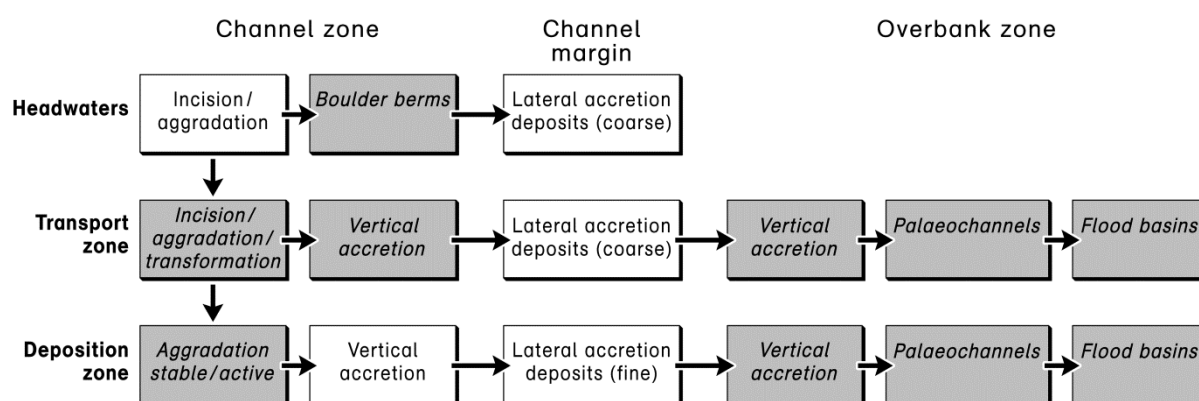 Channel zone
Channel
margin
Overbank zone
Headwaters
Incision/
aggradation
Boulder berms
Lateral accretion
deposits (coarse)
Transport
zone
Incision/
aggradation/
transformation
Vertical
accretion
Lateral accretion
deposits (coarse)
Vertical
accretion
Palaeochannels
Flood basins
Deposition
zone
Aggradation
stable/active
Vertical
accretion
Lateral accretion
deposits (fine)
Vertical
accretion
Palaeochannels
Flood basins